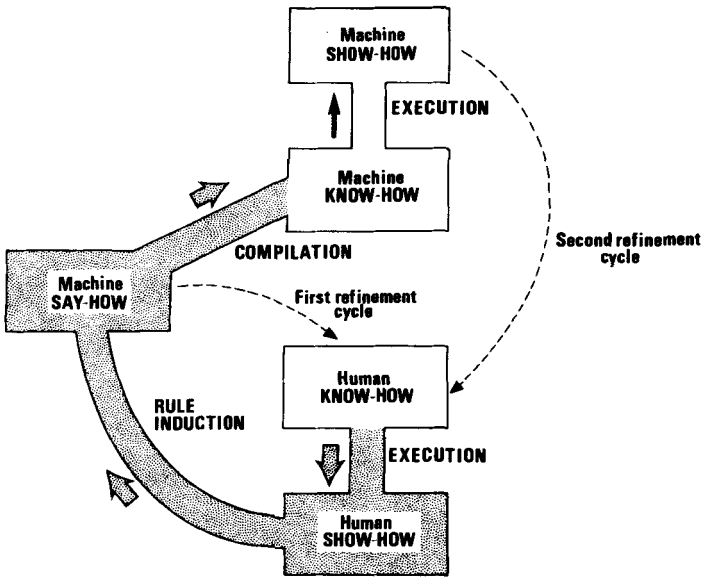 Machine
SHOW-HOW
EXECUTION
Machine
KNOW-HOW
COMPILATION
Second refinement
cycle
Machine
SAY-HOW
First refinement
cycle
Human
KNOW-HOW
RULE
INDUCTION
EXECUTION
Human
SHOW-HOW